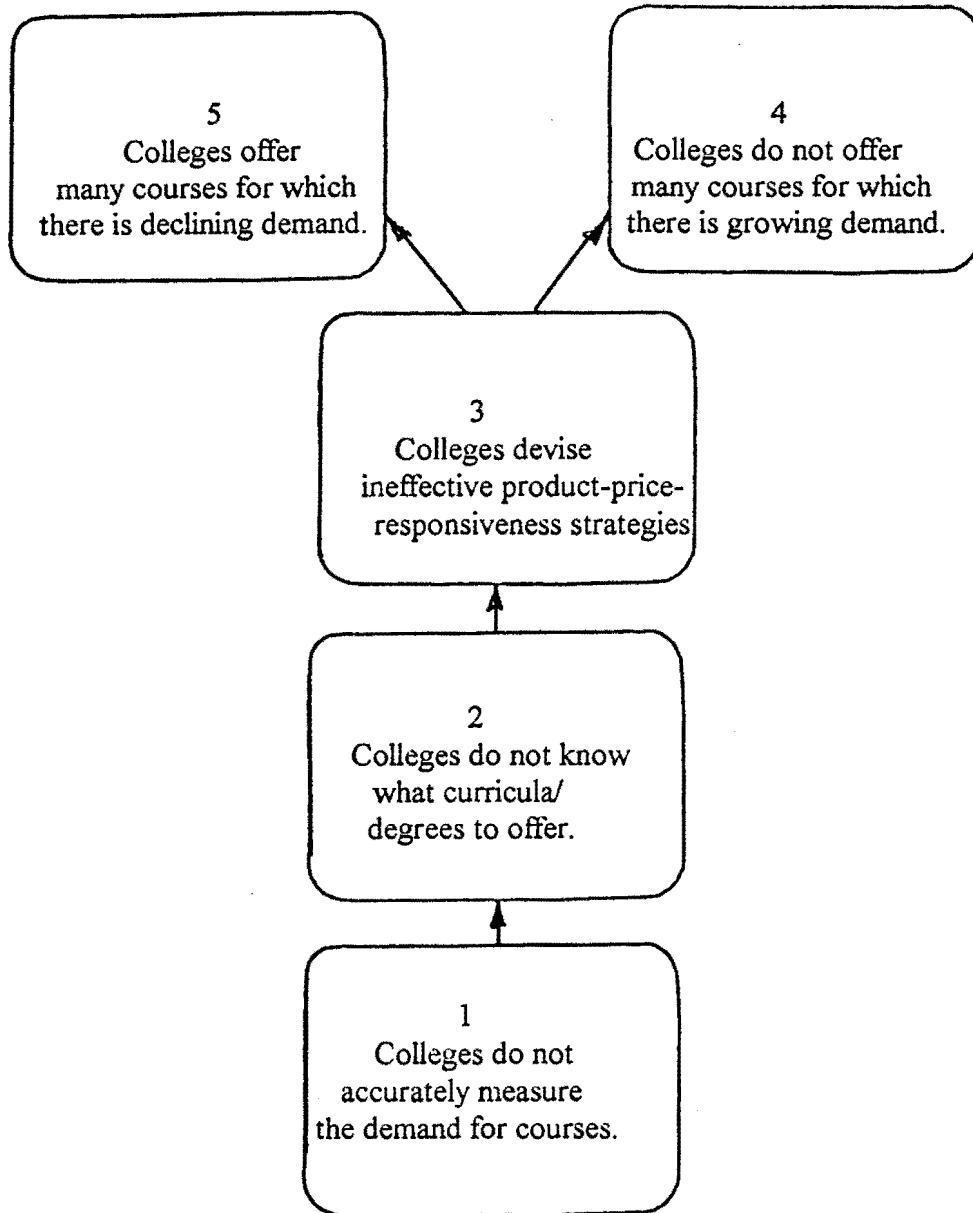 5
Colleges offer
many courses for which
there is declining demand.
4
Colleges do not offer
many courses for which
there is growing demand.
3
Colleges devise
ineffective product-price-
responsiveness strategies
2
Colleges do not know
what curricula/
degrees to offer.
1
Colleges do not
accurately measure
the demand for courses.